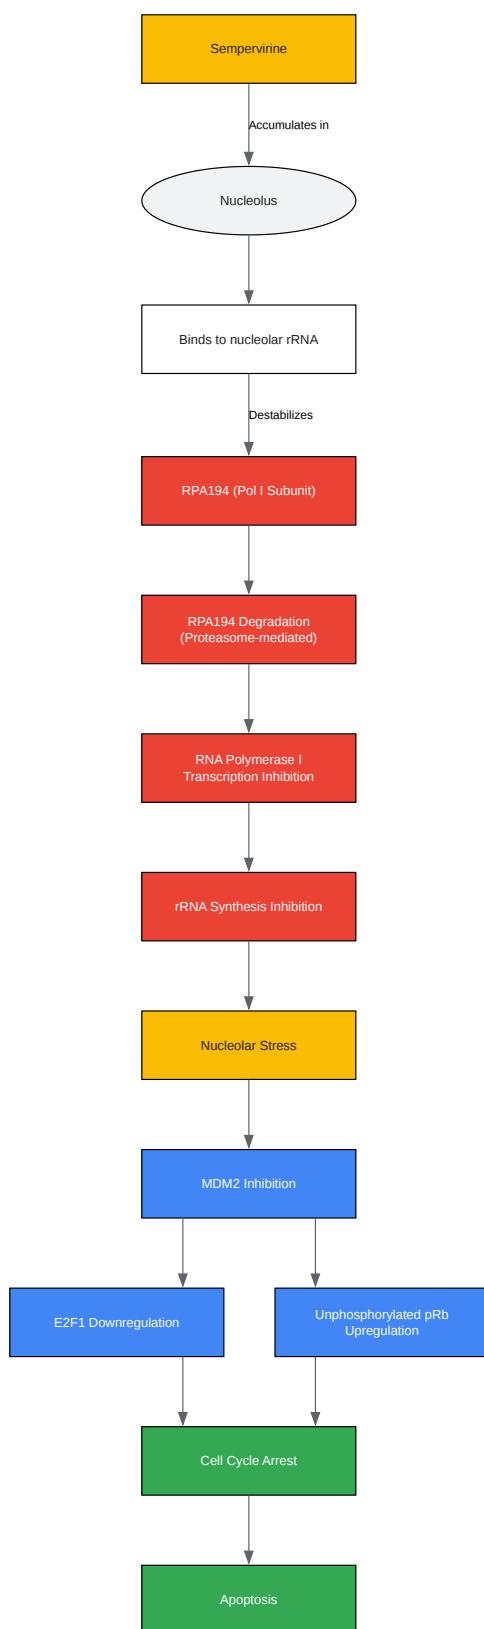 Sempervirine
Accumulates in
Nucleolus
Binds to nucleolar rRNA
Destabilizes
RPA194 (Pol I Subunit)
RPA194 Degradation
(Proteasome-mediated)
RNA Polymerase I
Transcription Inhibition
rRNA Synthesis Inhibition
Nucleolar Stress
MDM2 Inhibition
E2F1 Downregulation
Unphosphorylated pRb
Upregulation
Cell Cycle Arrest
Apoptosis